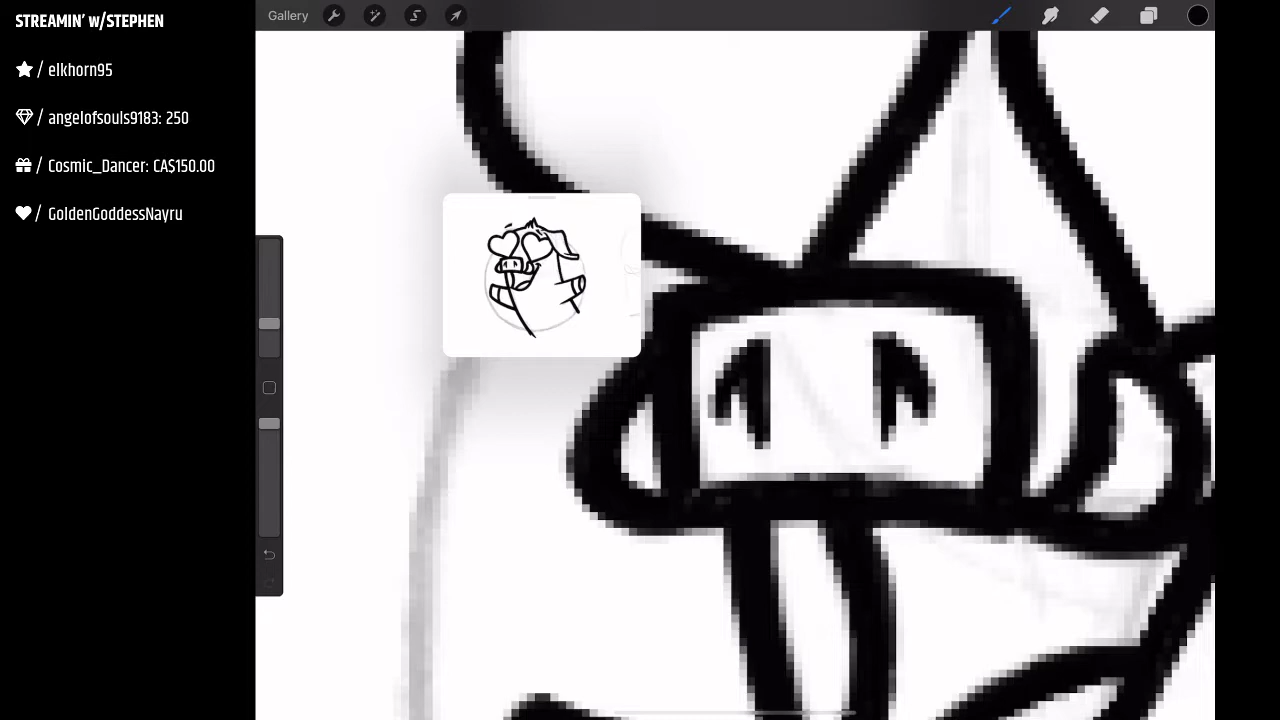 STREAMIN' w/STEPHEN
/ elkhorn95
/ angelofsouls9183: 250
/ Cosmic_Dancer: CA$150.00
/ GoldenGoddessNayru
Gallery